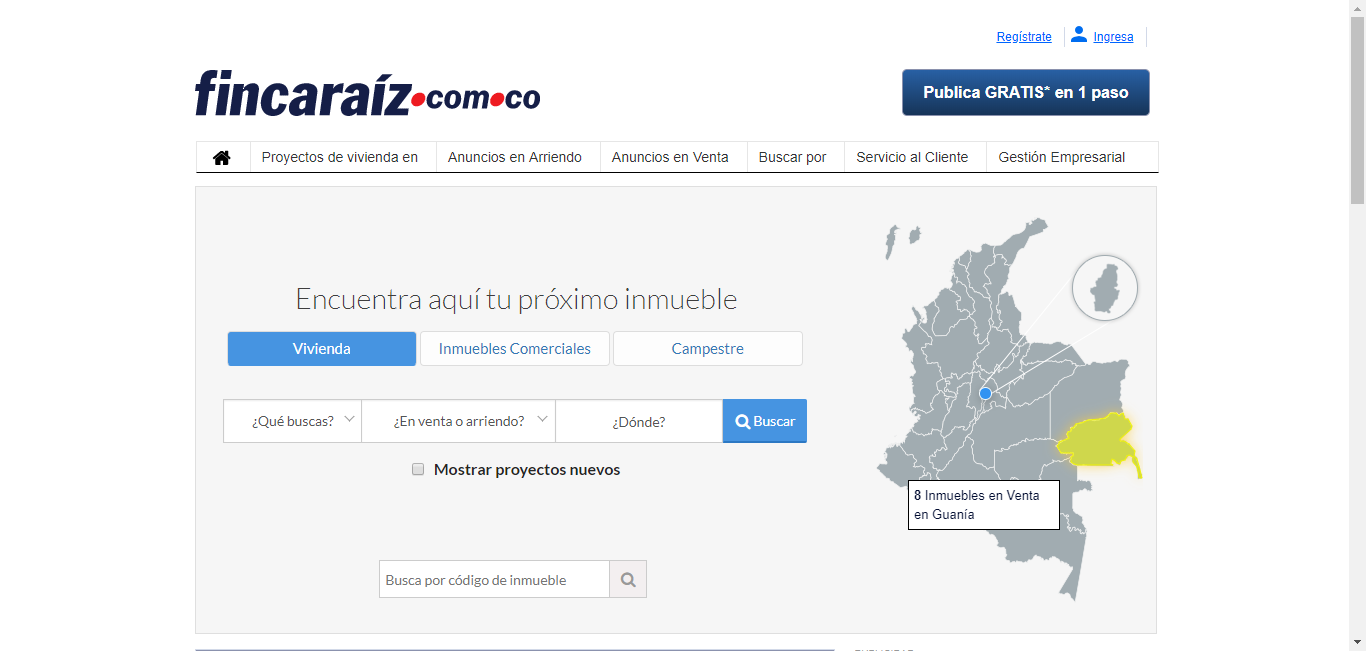 Regístrate
Ingresa
fincaraíz.com.co
Publica GRATIS* en 1 paso
Proyectos de vivienda en
Anuncios en Arriendo
Anuncios en Venta
Buscar por
Servicio al Cliente
Gestión Empresarial
Encuentra aquí tu próximo inmueble
Vivienda
Inmuebles Comerciales
Campestre
¿Qué buscas?
¿En venta o arriendo?
¿Dónde?
Buscar
Mostrar proyectos nuevos
8 Inmuebles en Venta
en Guanía
Busca por código de inmueble